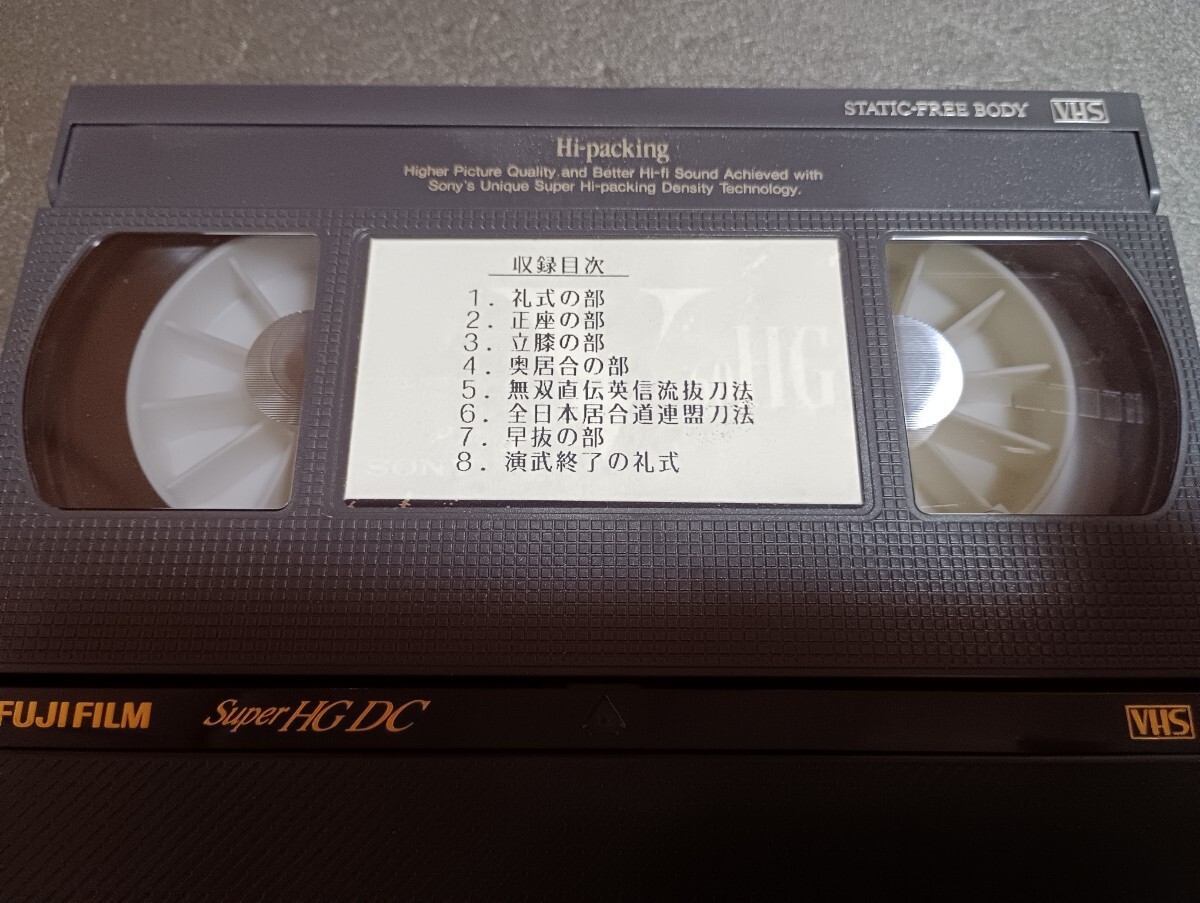 STATIC-FREE BODY VHS
Hi-packing
Higher Picture Quality and Better Hi-fi Sound Achieved with
Sony's Unique Super Hi-packing Density Technology.
収録目次
1. 礼式の部
2. 正座の部
3. 立膝の部
4. 奥居合の部
5. 無双直伝英信流抜刀法
6. 全日本居合道連盟刀法
7. 早抜の部
8. 演武終了の礼式
V
HG
SONY
FUJIFILM Super HG DC VHS